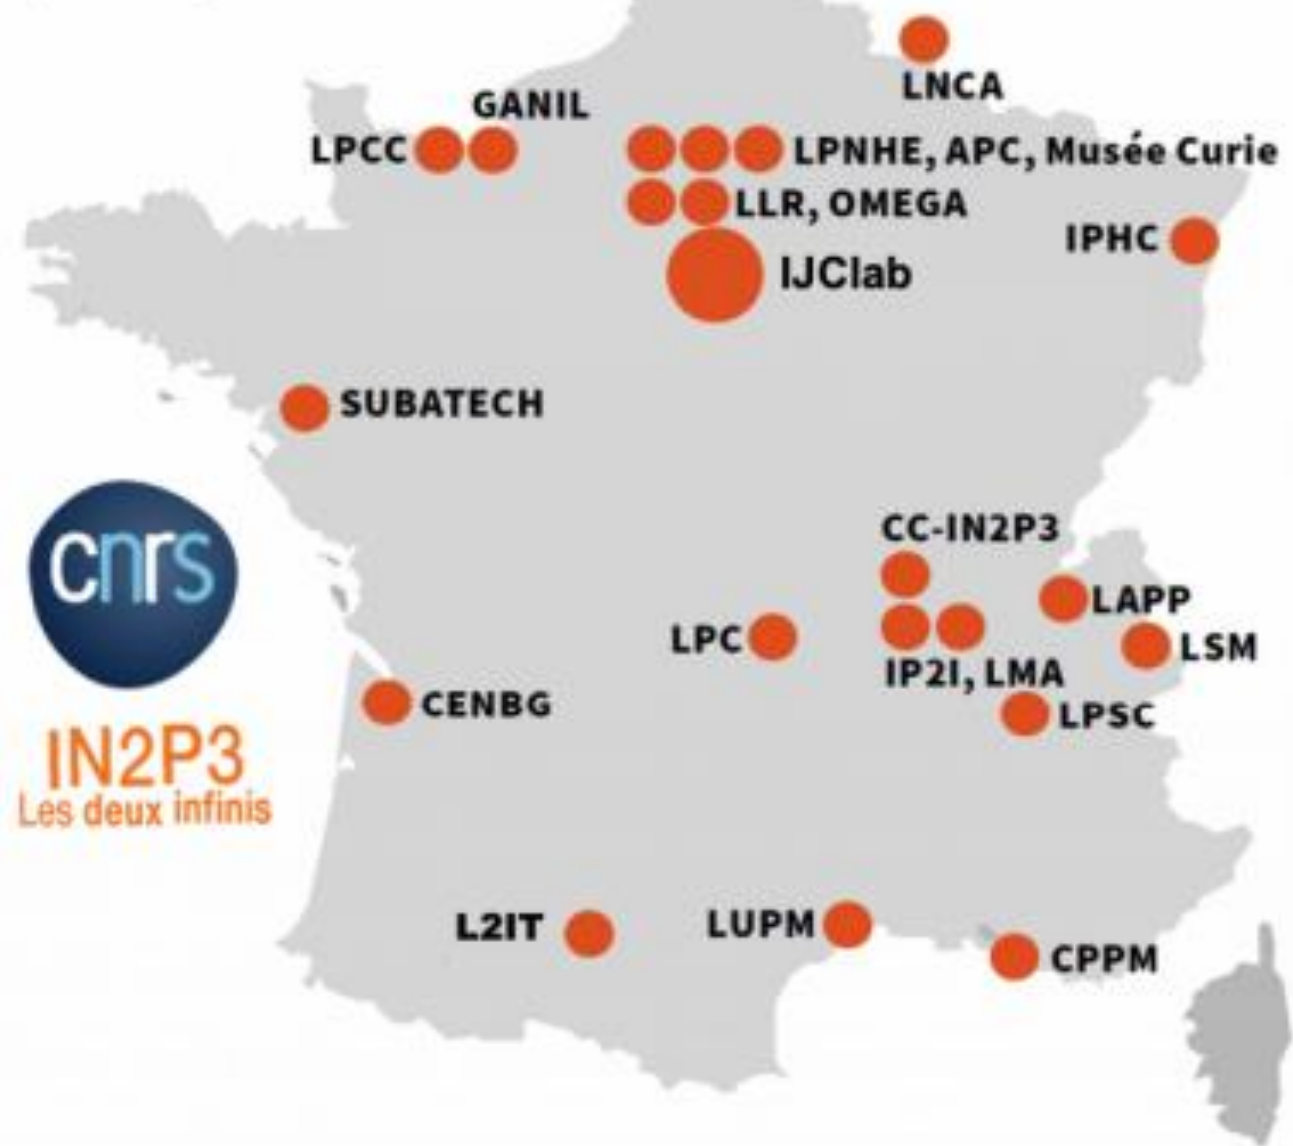 LNCA
GANIL
LPCC
LPNHE, APC, Musée Curie
LLR, OMEGA
IPHC
IJClab
SUBATECH
cnrs
IN2P3
Les deux infinis
CC-IN2P3
LAPP
LPC
LSM
IP2I, LMA
CENBG
LPSC
L2IT
LUPM
CPPM